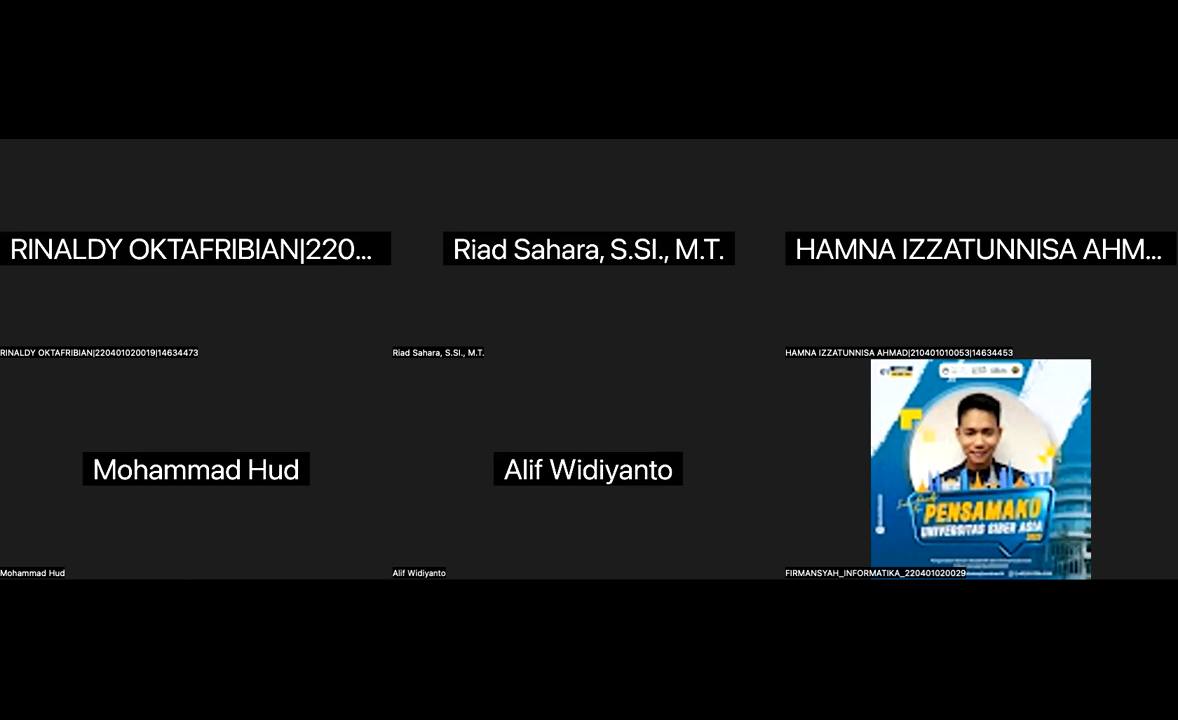 RINALDY OKTAFRIBIAN|220...
Riad Sahara, S.SI., M.T.
HAMNA IZZATUNNISA AHM...
RINALDY OKTAFRIBIAN|220401020019|14634473
Riad Sahara, S.SI., M.T.
HAMNA IZZATUNNISA AHMAD|210401010053|14634453
Mohammad Hud
Alif Widiyanto
PENSAMAKU
UNIVERSITAS SIBER ASIA
Mohammad Hud
Alif Widiyanto
FIRMANSYAH_INFORMATIKA_220401020029